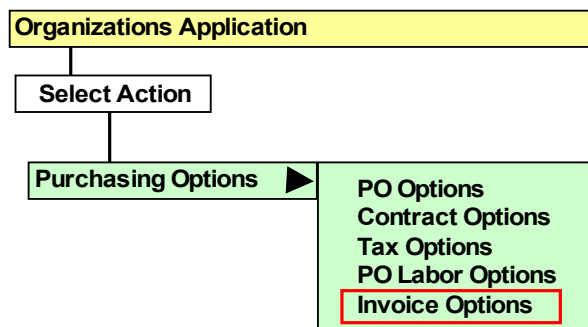 Organizations Application
Select Action
Purchasing Options
PO Options
Contract Options
Tax Options
PO Labor Options
Invoice Options